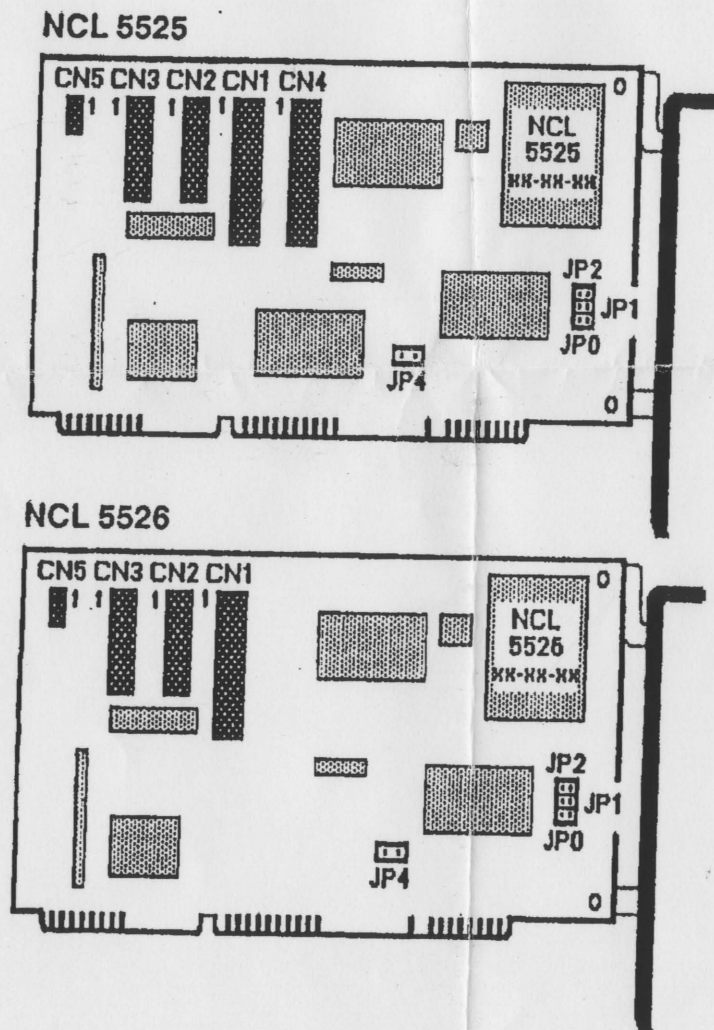 NCL 5525
CN5 CN3 CN2 CN1 CN4
1 1 1 1
NCL
5525
XX-XX-XX
O
JP2
JP1
JP0
JP4
O
NCL 5526
CN5 CN3 CN2 CN1
1 1 1 1
NCL
5526
XX-XX-XX
O
JP2
JP1
JP0
JP4
O